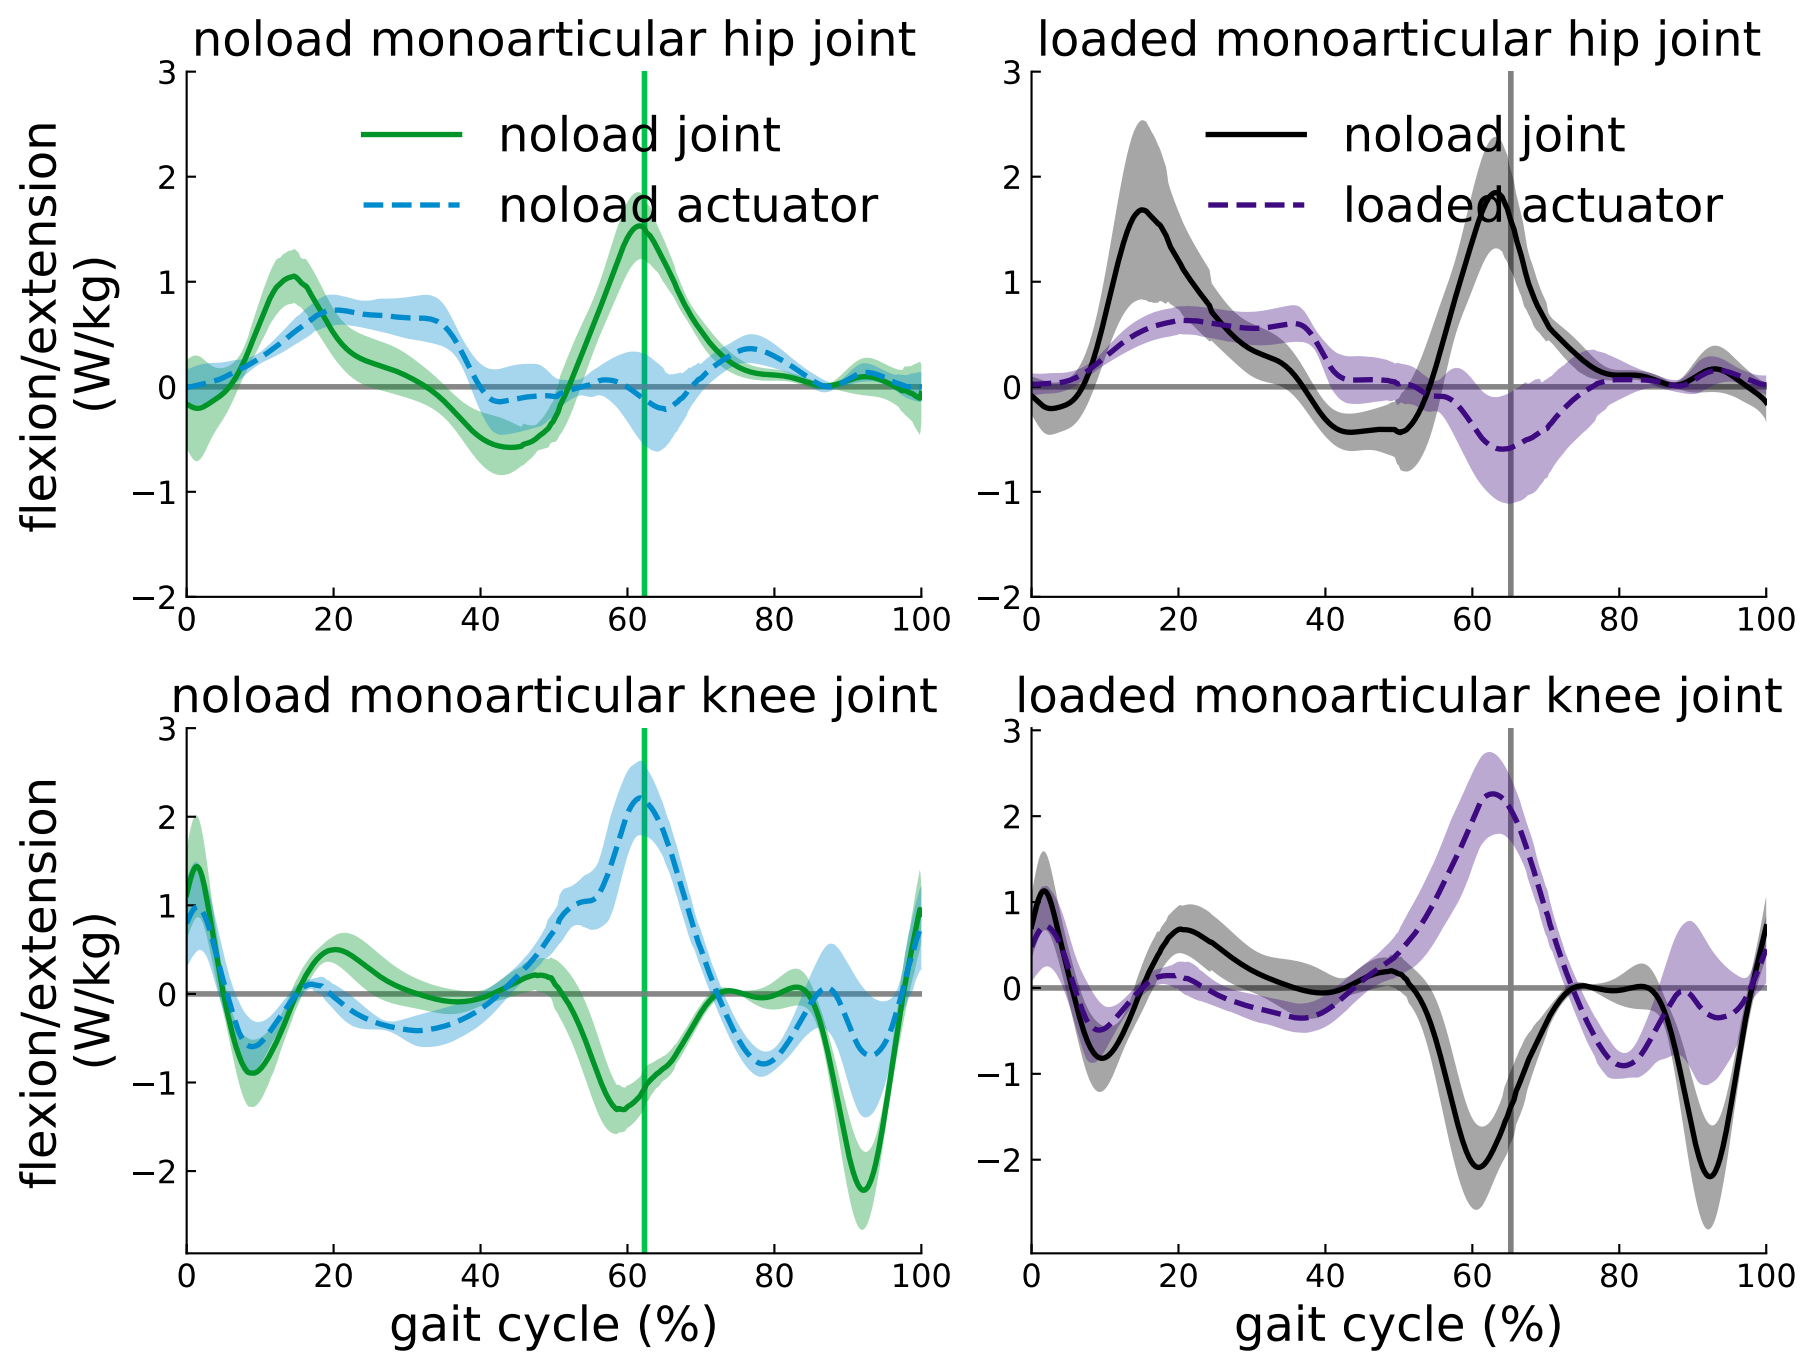 noload monoarticular hip joint
loaded monoarticular hip joint
flexion/extension
(W/kg)
3
2
1
0
−1
−2
noload joint
noload actuator
0 20 40 60 80 100
3
2
1
0
−1
−2
noload joint
loaded actuator
0 20 40 60 80 100
noload monoarticular knee joint
loaded monoarticular knee joint
flexion/extension
(W/kg)
3
2
1
0
−1
−2
0 20 40 60 80 100
gait cycle (%)
3
2
1
0
−1
−2
0 20 40 60 80 100
gait cycle (%)